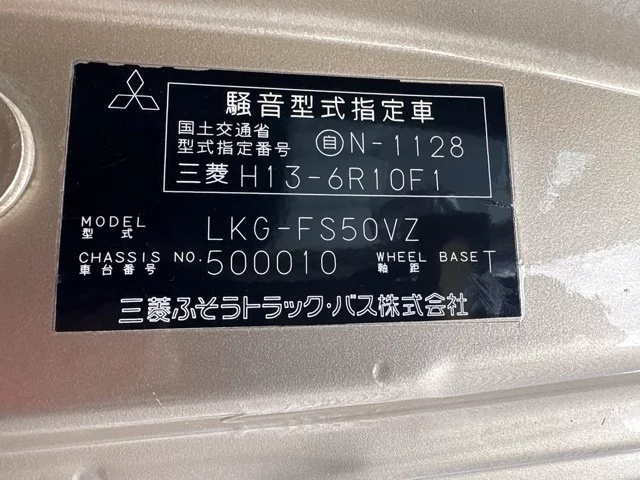 騒音型式指定車
国土交通省
型式指定番号 ㊊N-1128
三菱 H13-6R10F1
MODEL
型式 LKG-FS50VZ
CHASSIS NO. 500010 WHEEL BASE T
車台番号 軸距
三菱ふそうトラック・バス株式会社